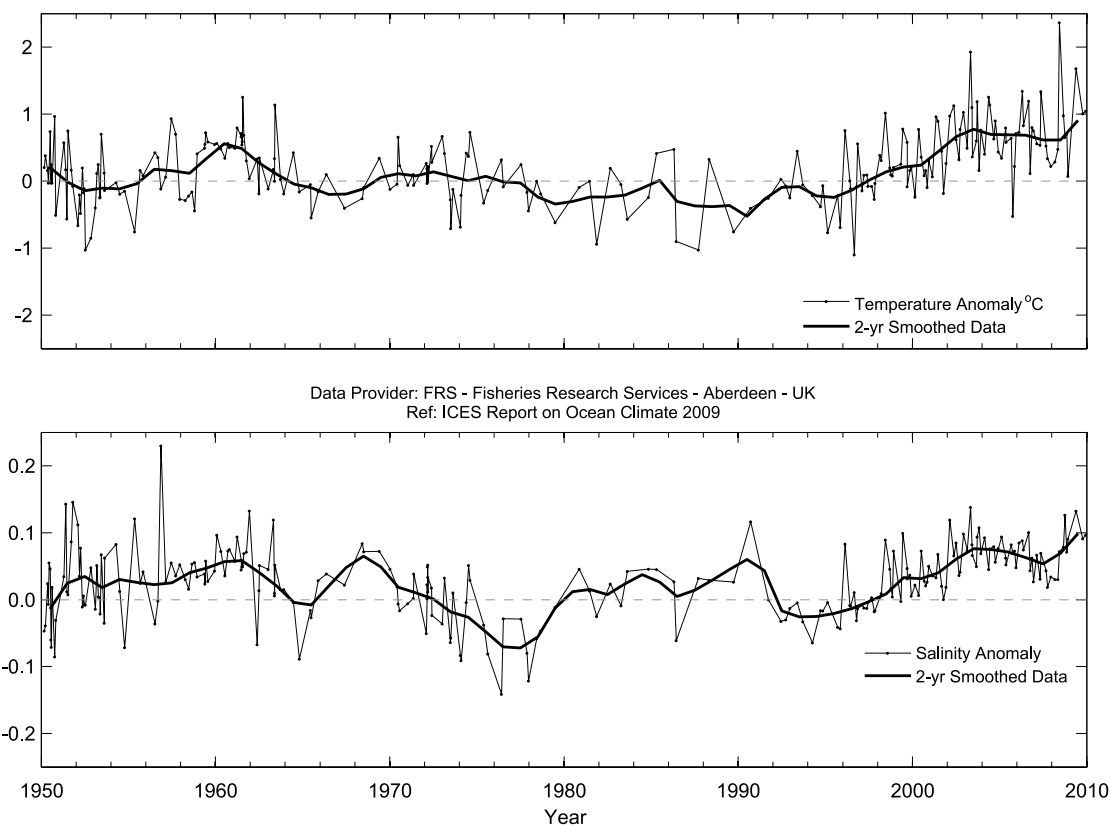 2
1
0
-1
-2
Temperature Anomaly °C
2-yr Smoothed Data
Data Provider: FRS - Fisheries Research Services - Aberdeen - UK
Ref: ICES Report on Ocean Climate 2009
0.2
0.1
0.0
-0.1
-0.2
Salinity Anomaly
2-yr Smoothed Data
1950 1960 1970 1980 1990 2000 2010
Year